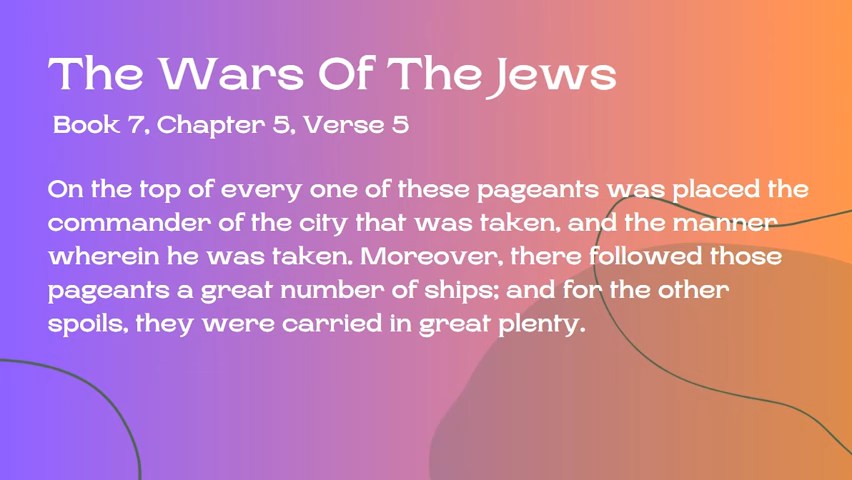 The Wars Of The Jews
Book 7, Chapter 5, Verse 5
On the top of every one of these pageants was placed the
commander of the city that was taken, and the manner
wherein he was taken. Moreover, there followed those
pageants a great number of ships; and for the other
spoils, they were carried in great plenty.